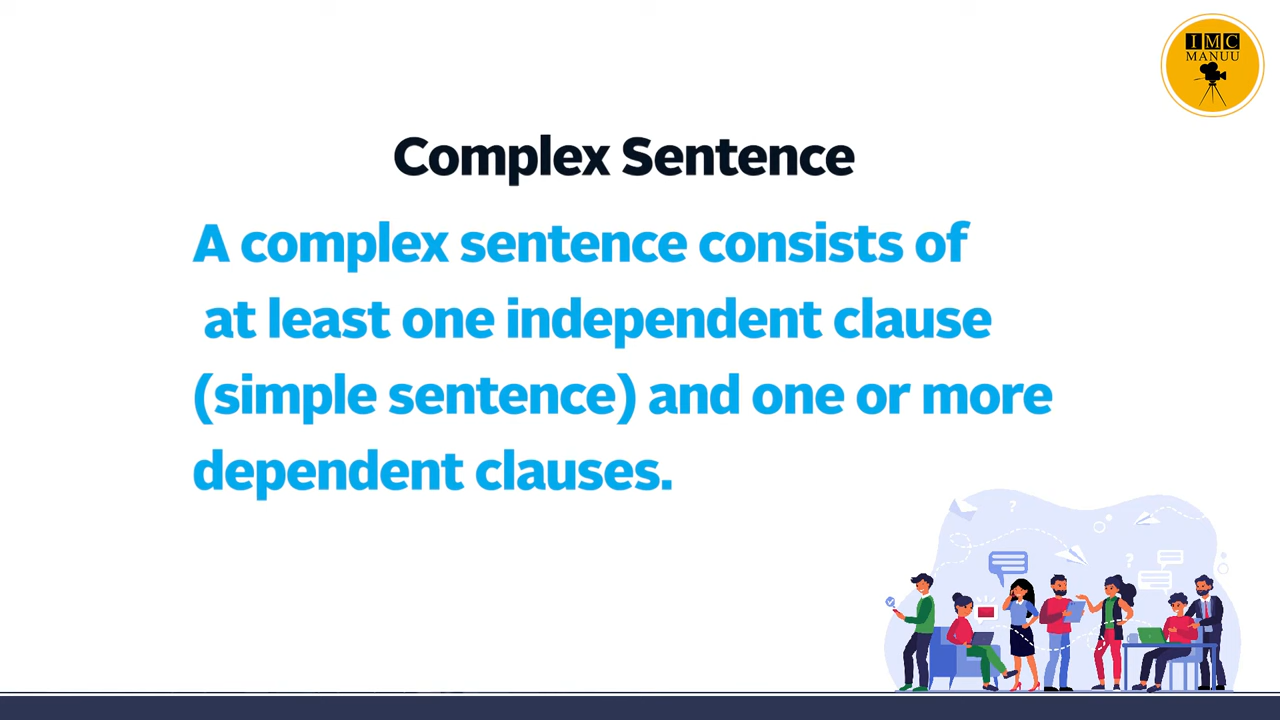 IMC
MANUU
Complex Sentence
A complex sentence consists of
at least one independent clause
(simple sentence) and one or more
dependent clauses.